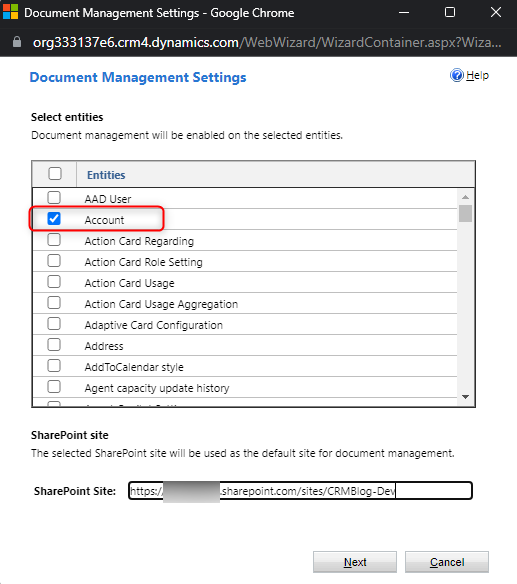 Document Management Settings - Google Chrome
org333137e6.crm4.dynamics.com/WebWizard/WizardContainer.aspx?Wiza...
Document Management Settings
Help
Select entities
Document management will be enabled on the selected entities.
Entities
AAD User
Account
Action Card Regarding
Action Card Role Setting
Action Card Usage
Action Card Usage Aggregation
Adaptive Card Configuration
Address
AddToCalendar style
Agent capacity update history
SharePoint site
The selected SharePoint site will be used as the default site for document management.
SharePoint Site: https:// .sharepoint.com/sites/CRMBlog-Dev
Next Cancel